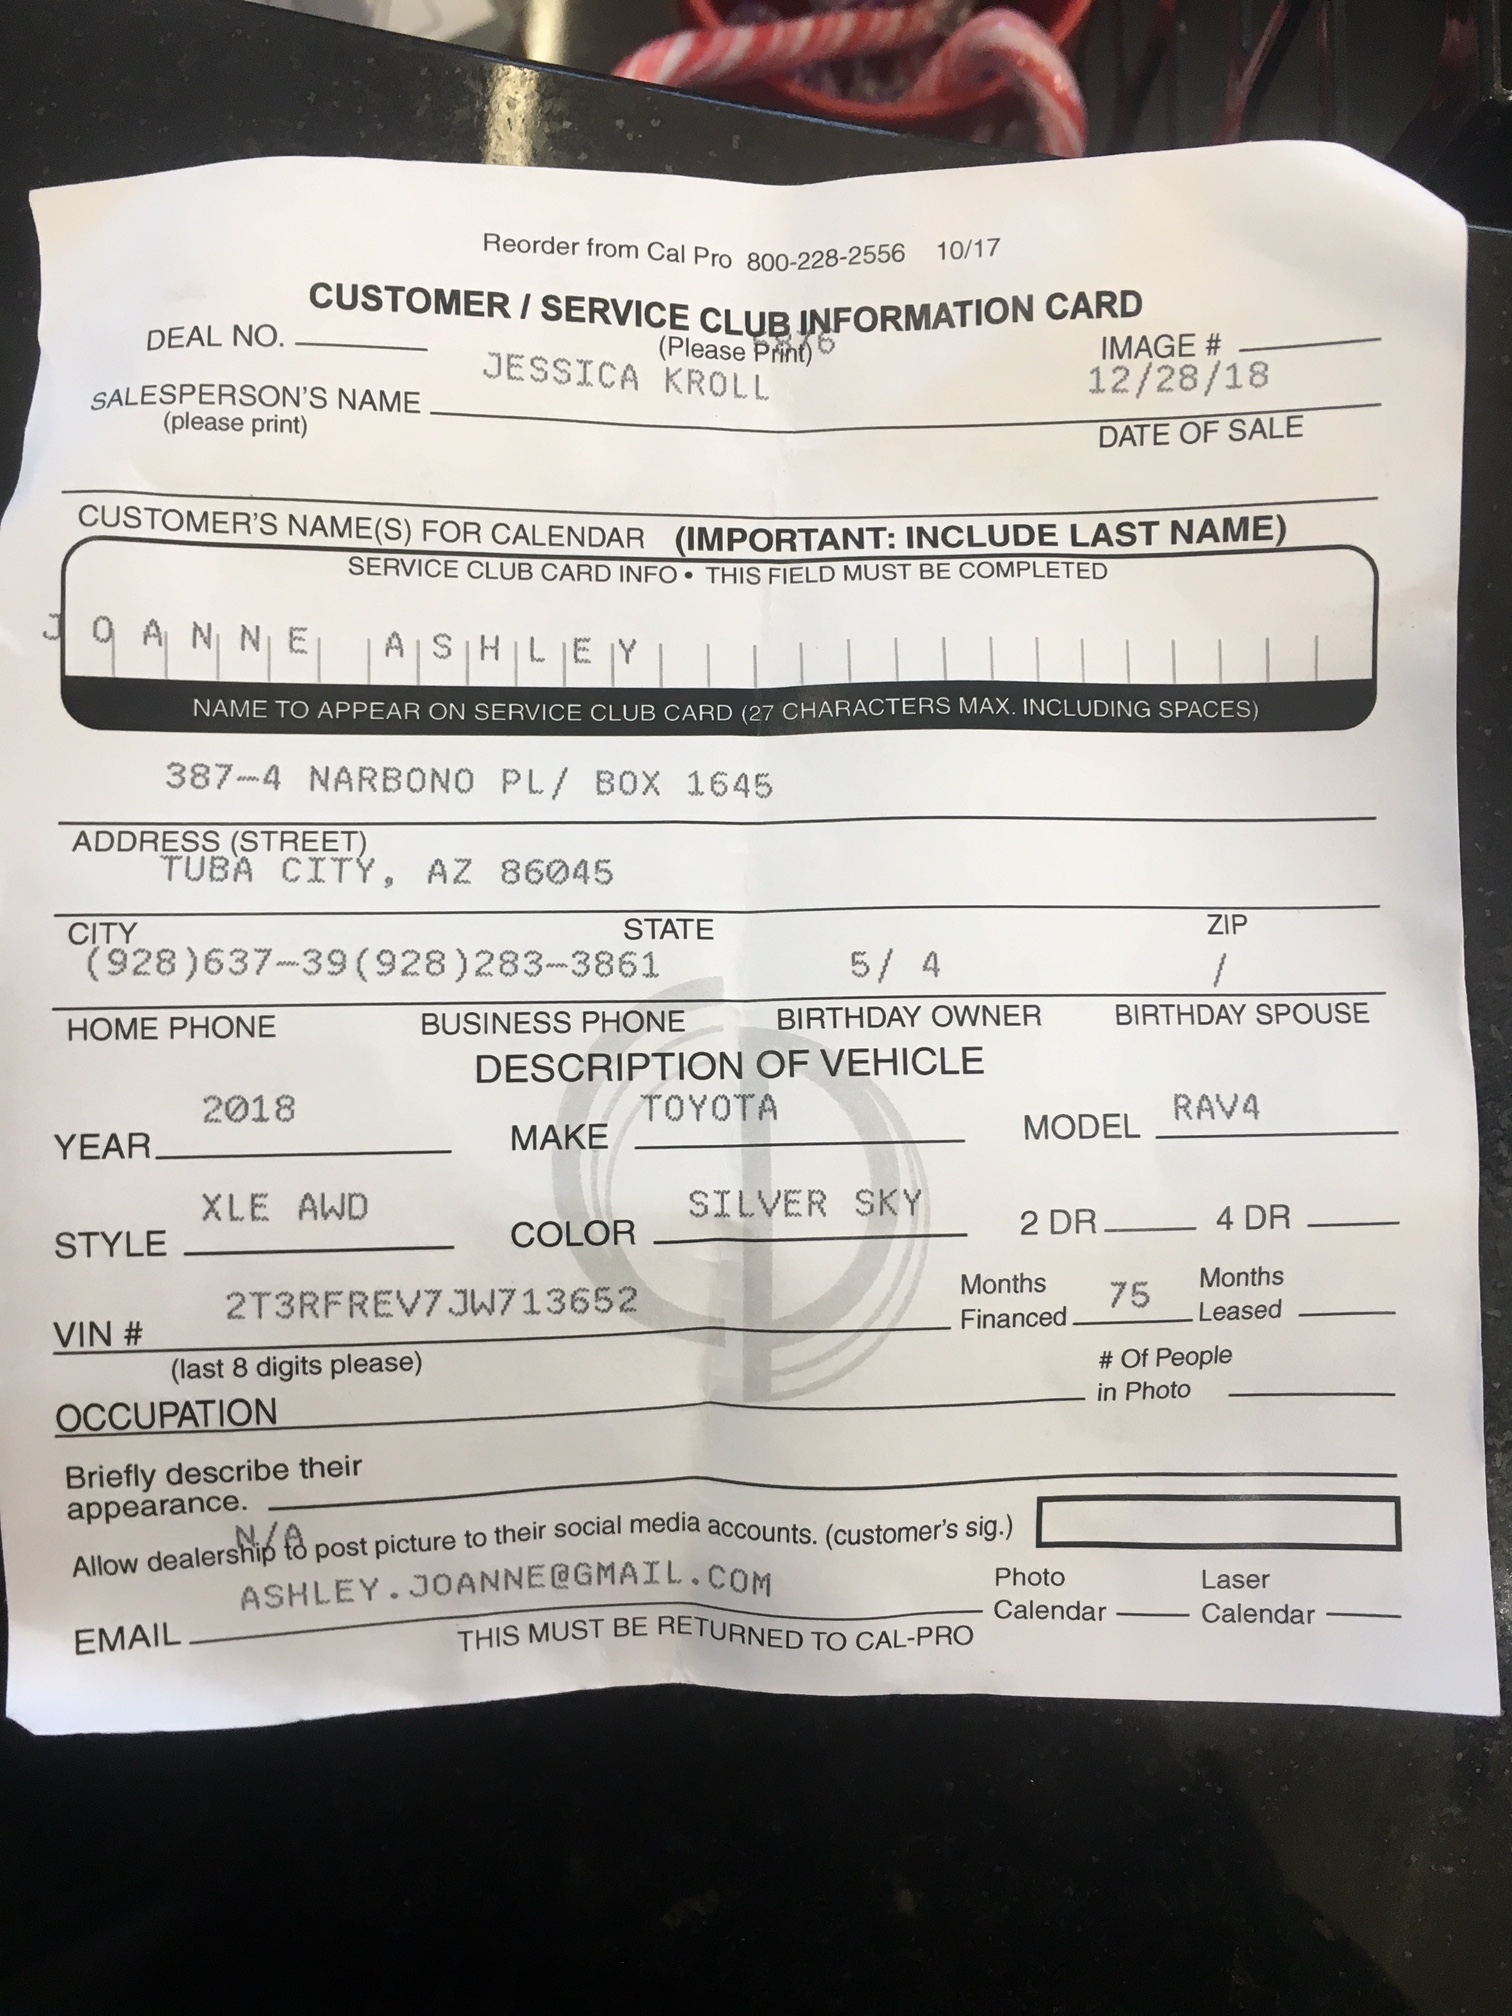 Reorder from Cal Pro 800-228-2556 10/17
CUSTOMER / SERVICE CLUB INFORMATION CARD
DEAL NO. (Please Print) IMAGE #
JESSICA KROLL 12/28/18
SALESPERSON'S NAME
(please print) DATE OF SALE
CUSTOMER'S NAME(S) FOR CALENDAR (IMPORTANT: INCLUDE LAST NAME)
SERVICE CLUB CARD INFO • THIS FIELD MUST BE COMPLETED
JOANNE ASHLEY
NAME TO APPEAR ON SERVICE CLUB CARD (27 CHARACTERS MAX. INCLUDING SPACES)
387-4 NARBONO PL/ BOX 1645
ADDRESS (STREET)
TUBA CITY, AZ 86045
CITY STATE ZIP
(928)637-39(928)283-3861 5/ 4 /
HOME PHONE BUSINESS PHONE BIRTHDAY OWNER BIRTHDAY SPOUSE
DESCRIPTION OF VEHICLE
YEAR 2018 MAKE TOYOTA MODEL RAV4
STYLE XLE AWD COLOR SILVER SKY 2 DR 4 DR
VIN # 2T3RFREV7JW713652 Months Financed 75 Months Leased
(last 8 digits please)
OCCUPATION # Of People in Photo
Briefly describe their
appearance.
N/A
Allow dealership to post picture to their social media accounts. (customer's sig.)
EMAIL ASHLEY.JOANNE@GMAIL.COM Photo Calendar Laser Calendar
THIS MUST BE RETURNED TO CAL-PRO